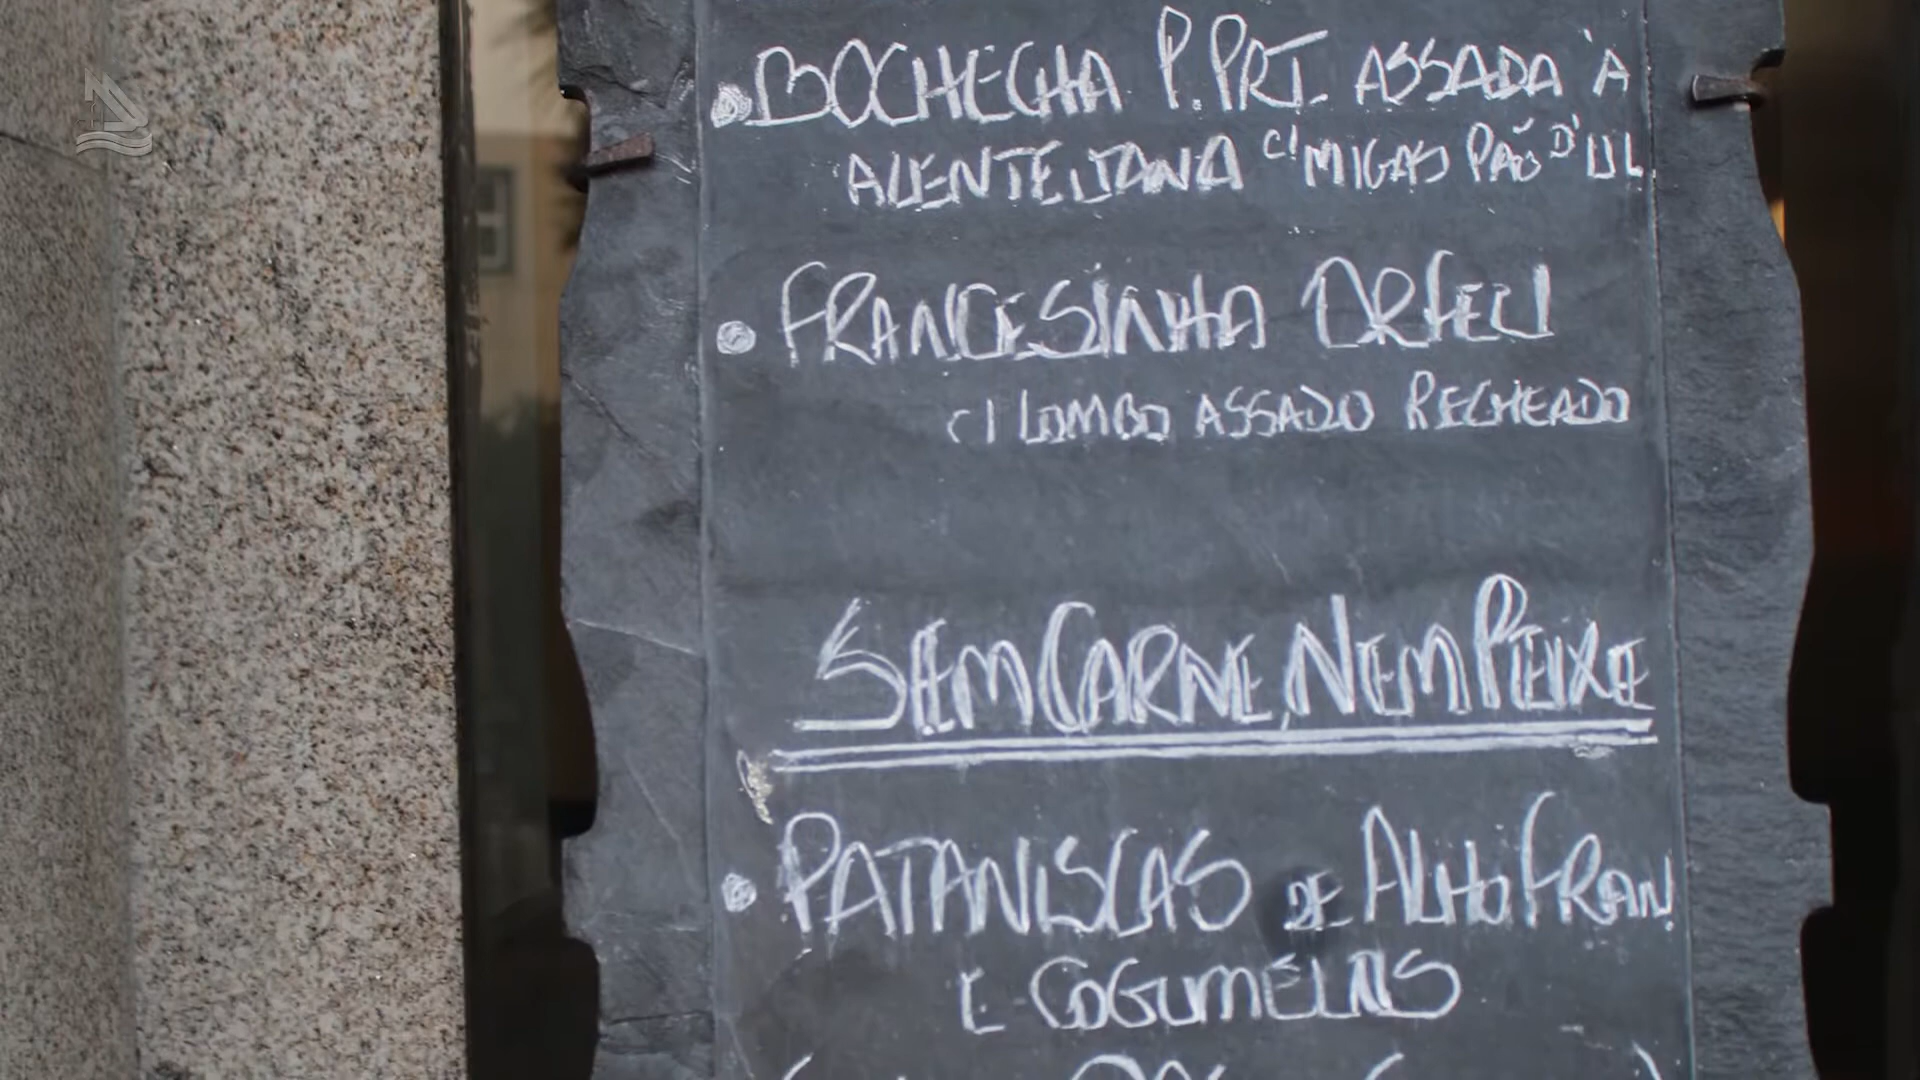 BOCHECHA P. PRT. ASSADA À
ALENTEJANA C/ MIGAS PÃO D'UL
FRANCESINHA ORFEU
C/ LOMBO ASSADO RECHEADO
SEM CARNE, NEM PEIXE
PATANISCAS DE ALHO FRAN
E COGUMELOS